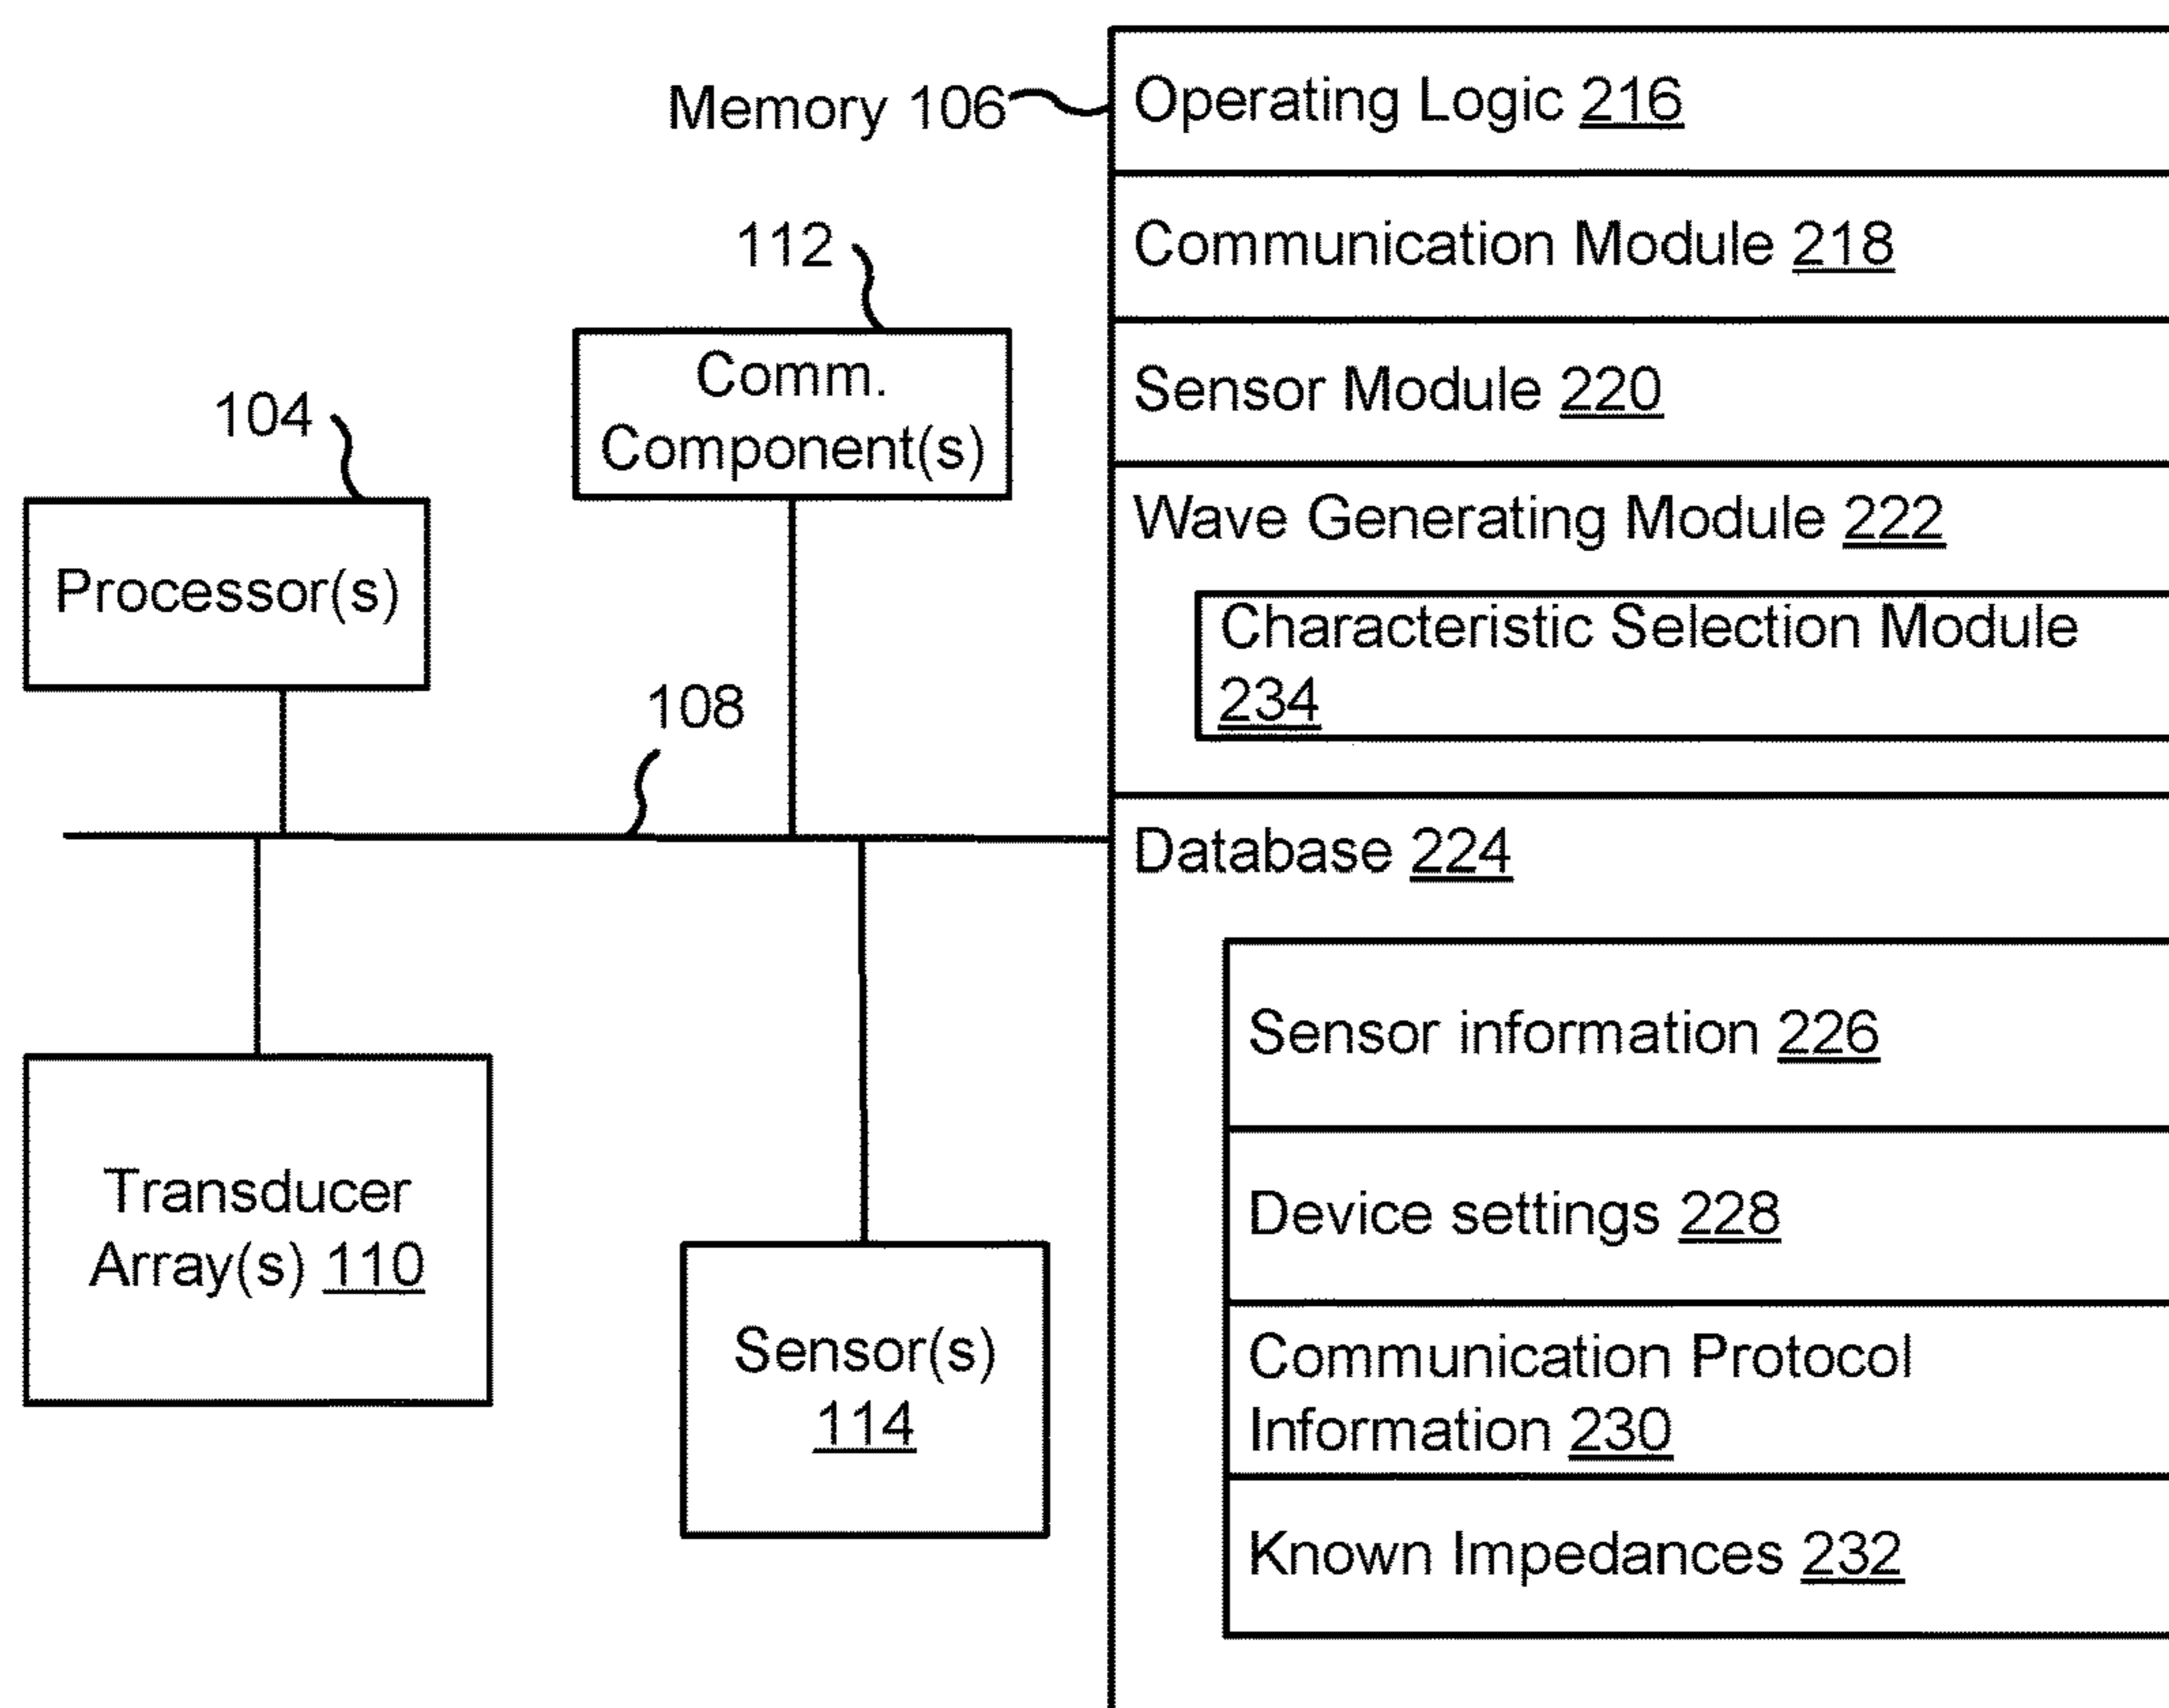 Memory 106
112
Comm.
Component(s)
104
Processor(s)
108
Transducer
Array(s) 110
Sensor(s)
114
Operating Logic 216
Communication Module 218
Sensor Module 220
Wave Generating Module 222
Characteristic Selection Module
234
Database 224
Sensor information 226
Device settings 228
Communication Protocol
Information 230
Known Impedances 232